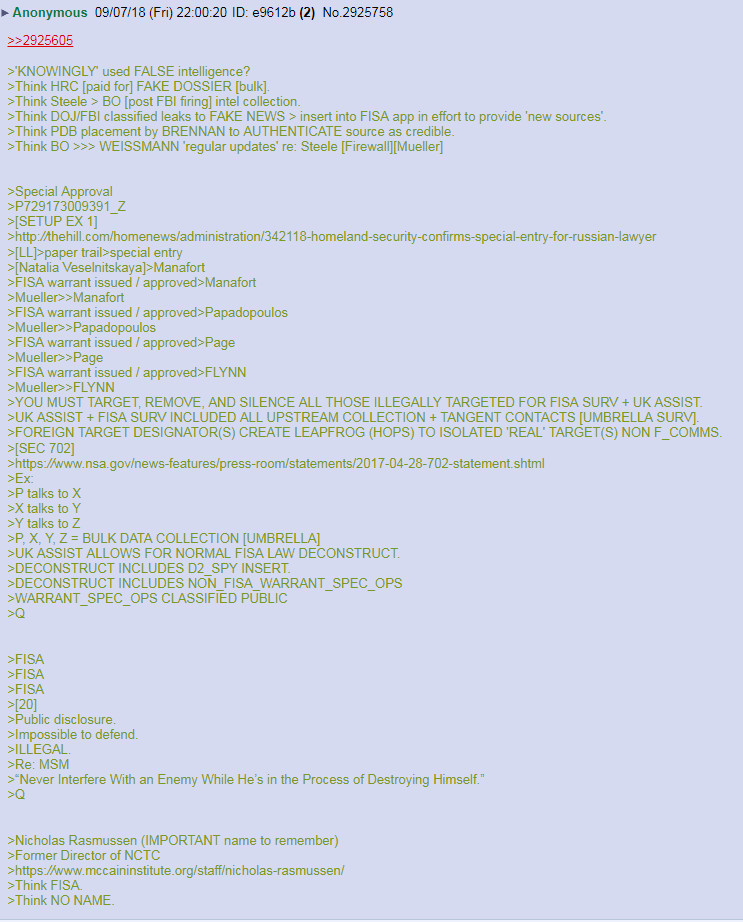 ▶ Anonymous 09/07/18 (Fri) 22:00:20 ID: e9612b (2) No.2925758
>>2925605
>'KNOWINGLY' used FALSE intelligence?
>Think HRC [paid for] FAKE DOSSIER [bulk].
>Think Steele > BO [post FBI firing] intel collection.
>Think DOJ/FBI classified leaks to FAKE NEWS > insert into FISA app in effort to provide 'new sources'.
>Think PDB placement by BRENNAN to AUTHENTICATE source as credible.
>Think BO >>> WEISSMANN 'regular updates' re: Steele [Firewall][Mueller]
>Special Approval
>P729173009391_Z
>[SETUP EX 1]
>http://thehill.com/homenews/administration/342118-homeland-security-confirms-special-entry-for-russian-lawyer
>[LL]>paper trail>special entry
>[Natalia Veselnitskaya]>Manafort
>FISA warrant issued / approved>Manafort
>Mueller>>Manafort
>FISA warrant issued / approved>Papadopoulos
>Mueller>>Papadopoulos
>FISA warrant issued / approved>Page
>Mueller>>Page
>FISA warrant issued / approved>FLYNN
>Mueller>>FLYNN
>YOU MUST TARGET, REMOVE, AND SILENCE ALL THOSE ILLEGALLY TARGETED FOR FISA SURV + UK ASSIST.
>UK ASSIST + FISA SURV INCLUDED ALL UPSTREAM COLLECTION + TANGENT CONTACTS [UMBRELLA SURV].
>FOREIGN TARGET DESIGNATOR(S) CREATE LEAPFROG (HOPS) TO ISOLATED 'REAL' TARGET(S) NON F_COMMS.
>[SEC 702]
>https://www.nsa.gov/news-features/press-room/statements/2017-04-28-702-statement.shtml
>Ex:
>P talks to X
>X talks to Y
>Y talks to Z
>P, X, Y, Z = BULK DATA COLLECTION [UMBRELLA]
>UK ASSIST ALLOWS FOR NORMAL FISA LAW DECONSTRUCT.
>DECONSTRUCT INCLUDES D2_SPY INSERT.
>DECONSTRUCT INCLUDES NON_FISA_WARRANT_SPEC_OPS
>WARRANT_SPEC_OPS CLASSIFIED PUBLIC
>Q
>FISA
>FISA
>FISA
>[20]
>Public disclosure.
>Impossible to defend.
>ILLEGAL.
>Re: MSM
>“Never Interfere With an Enemy While He’s in the Process of Destroying Himself.”
>Q
>Nicholas Rasmussen (IMPORTANT name to remember)
>Former Director of NCTC
>https://www.mccaininstitute.org/staff/nicholas-rasmussen/
>Think FISA.
>Think NO NAME.